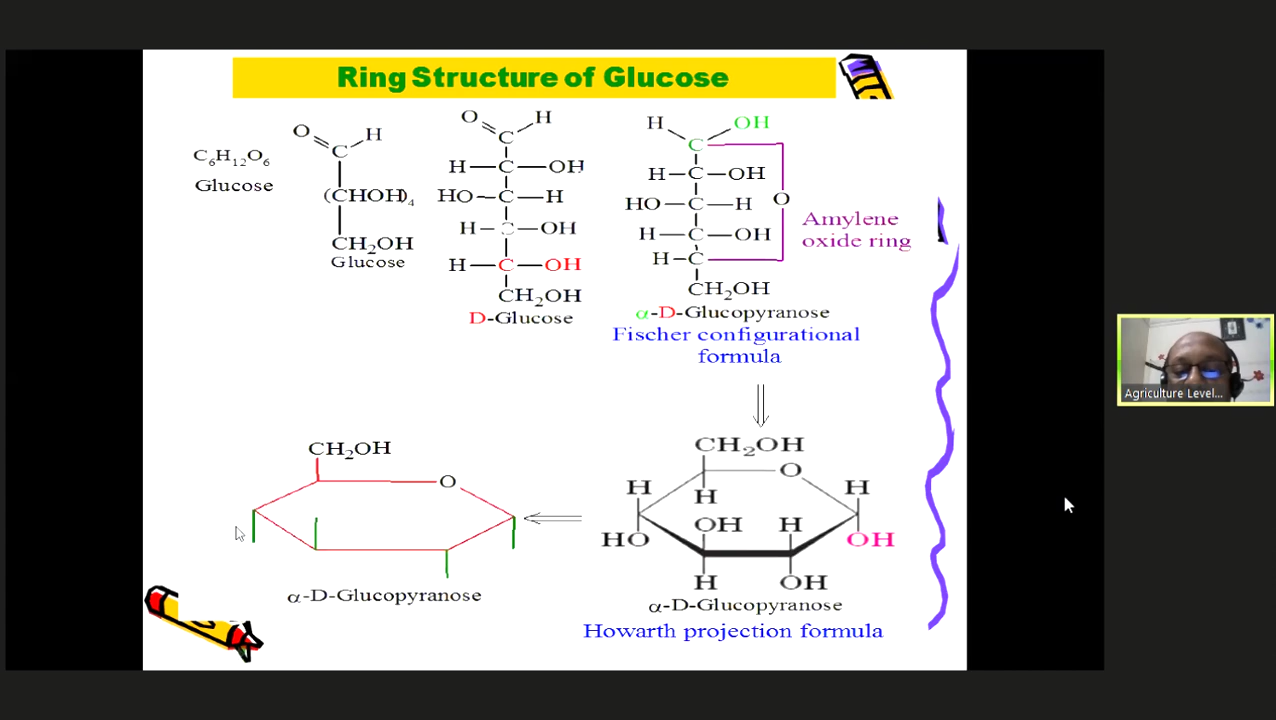 Ring Structure of Glucose
C6H12O6
Glucose
O H
(CHOH)4
CH2OH
Glucose
O H
C
H C OH
HO C H
H C OH
H C OH
CH2OH
D-Glucose
H OH
C
H C OH
HO C H
H C OH
H C
O
CH2OH
Amylene
oxide ring
α-D-Glucopyranose
Fischer configurational
formula
CH2OH
O
α-D-Glucopyranose
CH2OH
O
H H
H
OH H
HO OH
H OH
α-D-Glucopyranose
Howarth projection formula
Agriculture Level...